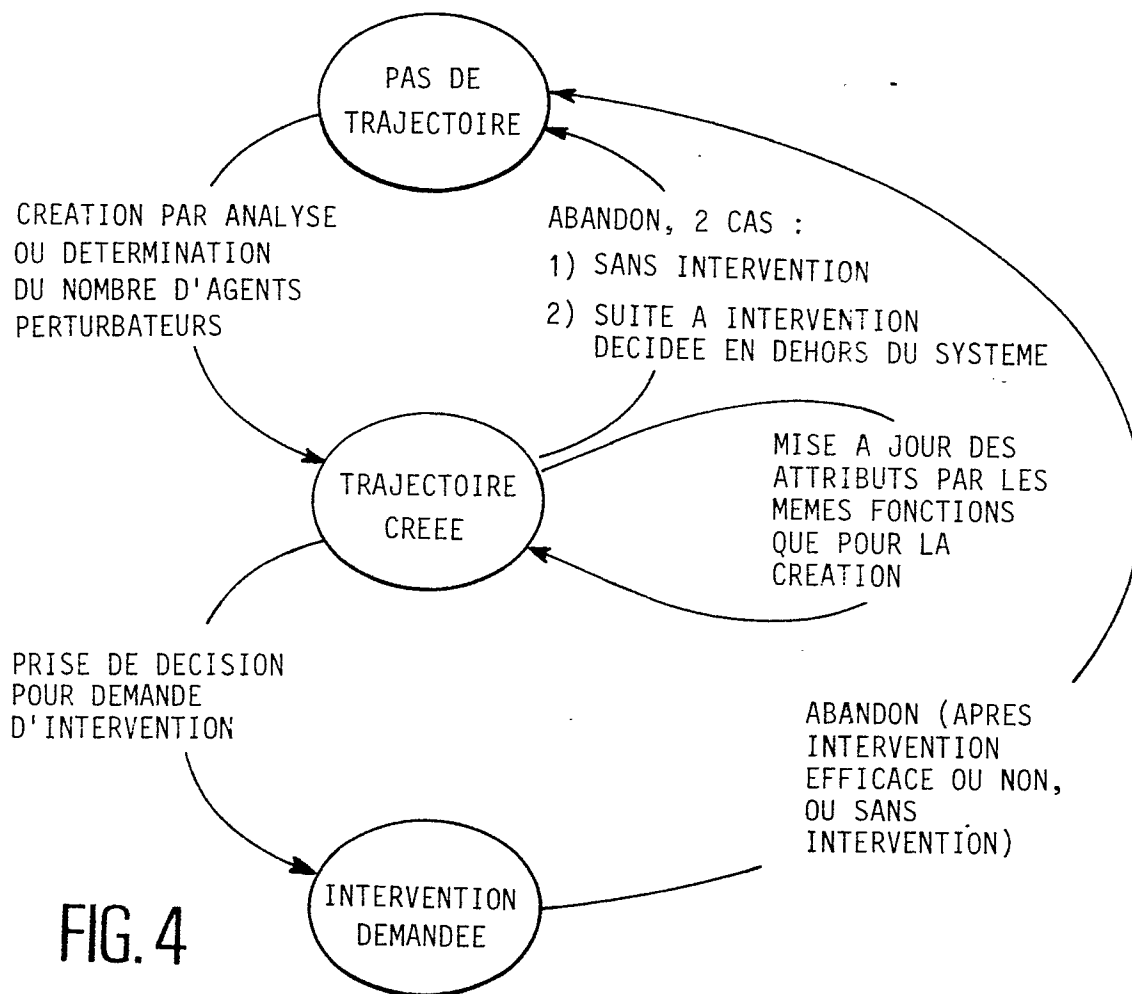 PAS DE
TRAJECTOIRE
CREATION PAR ANALYSE
OU DETERMINATION
DU NOMBRE D'AGENTS
PERTURBATEURS
ABANDON, 2 CAS :
1) SANS INTERVENTION
2) SUITE A INTERVENTION
DECIDEE EN DEHORS DU SYSTEME
TRAJECTOIRE
CREEE
MISE A JOUR DES
ATTRIBUTS PAR LES
MEMES FONCTIONS
QUE POUR LA
CREATION
PRISE DE DECISION
POUR DEMANDE
D'INTERVENTION
ABANDON (APRES
INTERVENTION
EFFICACE OU NON,
OU SANS
INTERVENTION)
INTERVENTION
DEMANDEE
FIG. 4